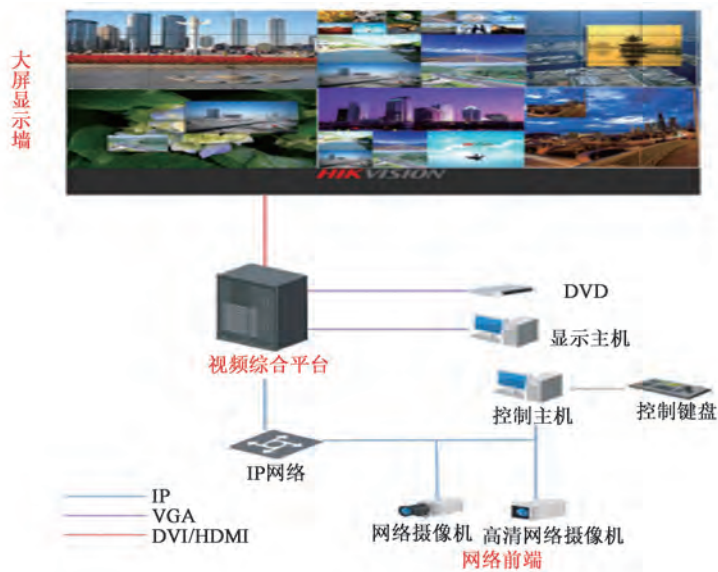 大屏显示墙
HIKVISION
DVD
显示主机
视频综合平台
控制主机
控制键盘
IP网络
IP
VGA
DVI/HDMI
网络摄像机
高清网络摄像机
网络前端